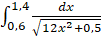 ∫_{0,6}^{1,4} dx / √(12x² + 0,5)